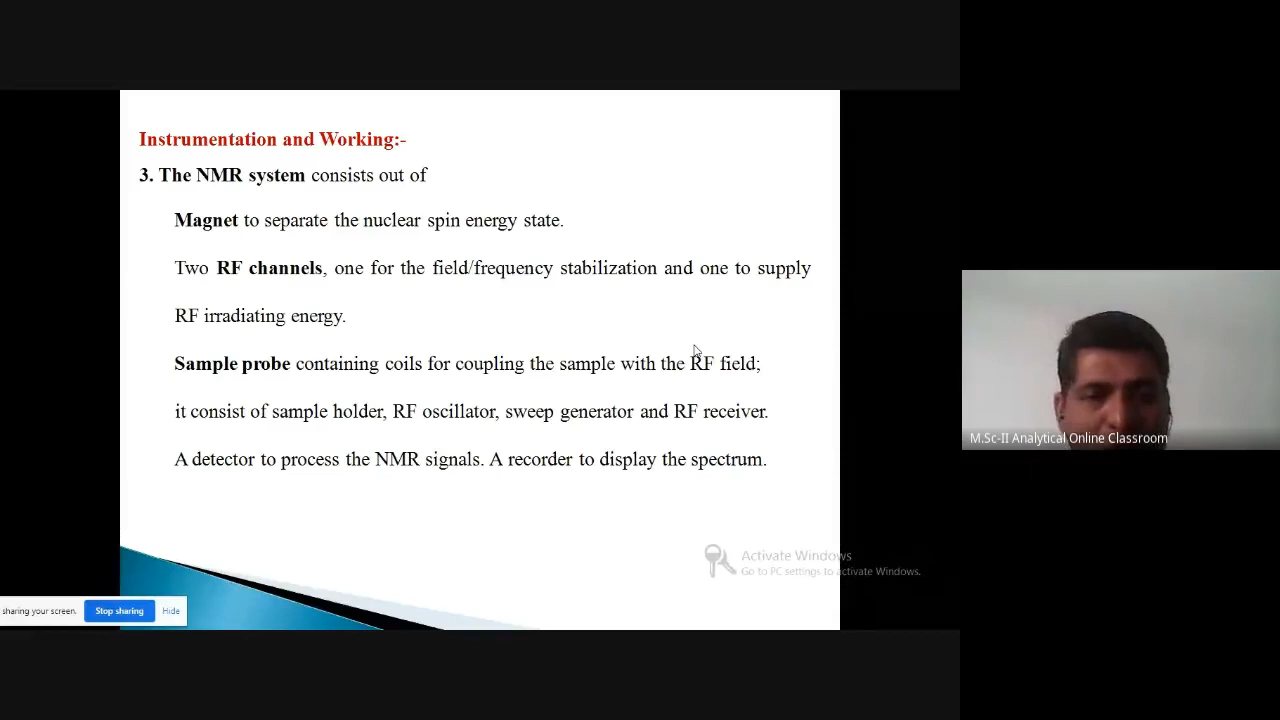 Instrumentation and Working:-
3. The NMR system consists out of
Magnet to separate the nuclear spin energy state.
Two RF channels, one for the field/frequency stabilization and one to supply
RF irradiating energy.
Sample probe containing coils for coupling the sample with the RF field;
it consist of sample holder, RF oscillator, sweep generator and RF receiver.
A detector to process the NMR signals. A recorder to display the spectrum.
M.Sc-II Analytical Online Classroom
Activate Windows
Go to PC settings to activate Windows.
sharing your screen.
Stop sharing
Hide